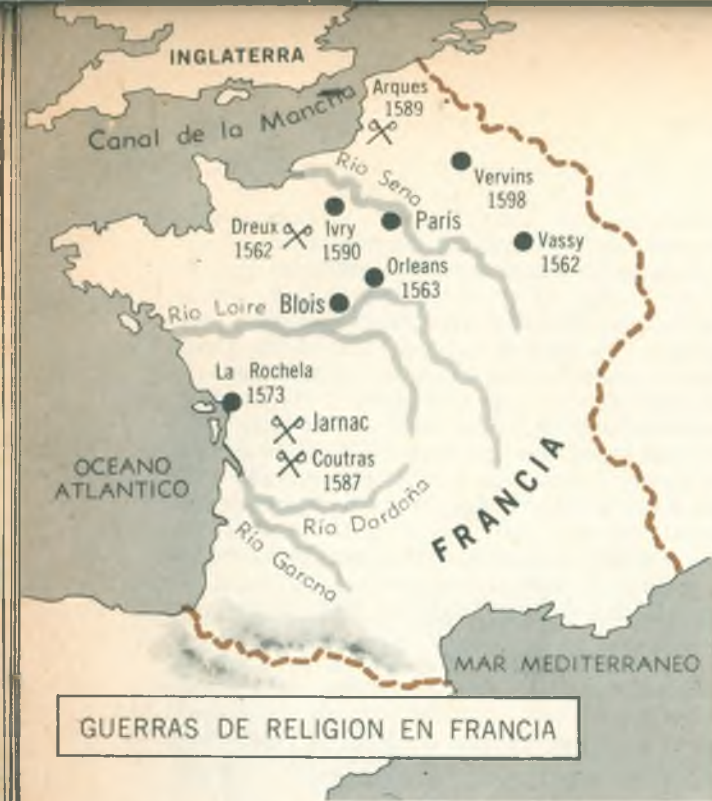 INGLATERRA
Canal de la Mancha
Arques
1589
Río Sena
Vervins
1598
Dreux
1562
Ivry
1590
París
Vassy
1562
Orleans
1563
Río Loire
Blois
La Rochela
1573
Jarnac
Coutras
1587
OCEANO
ATLANTICO
Río Dordoña
Río Garona
FRANCIA
MAR MEDITERRANEO
GUERRAS DE RELIGION EN FRANCIA